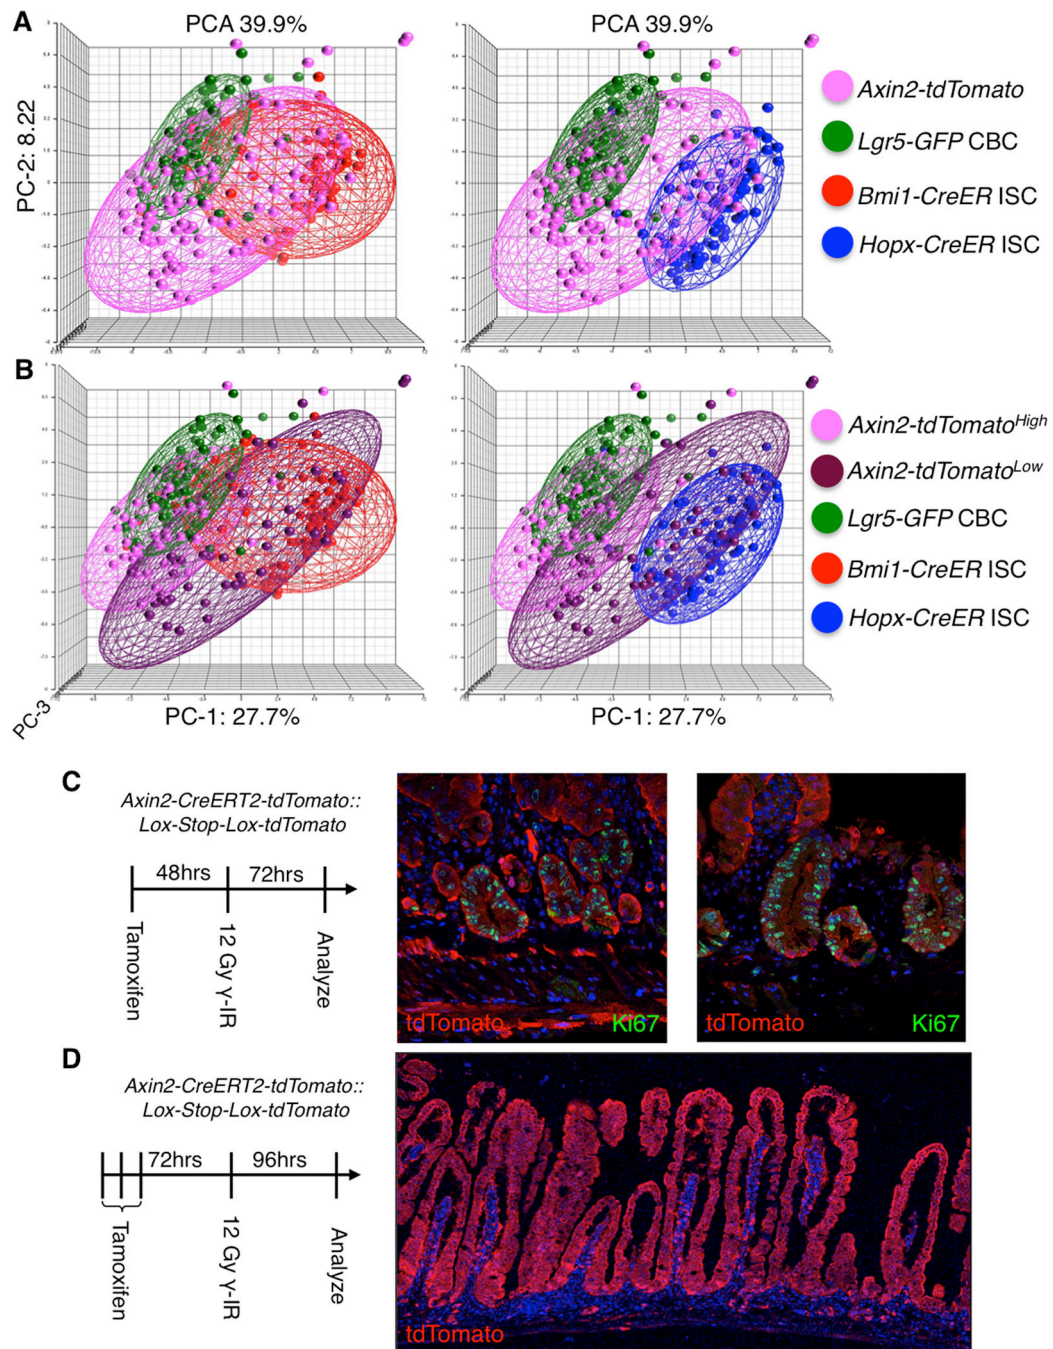 A
PCA 39.9%
PCA 39.9%
PC-2: 8.22
Axin2-tdTomato
Lgr5-GFP CBC
Bmi1-CreER ISC
Hopx-CreER ISC
B
Axin2-tdTomatoHigh
Axin2-tdTomatoLow
Lgr5-GFP CBC
Bmi1-CreER ISC
Hopx-CreER ISC
PC-3
PC-1: 27.7%
PC-1: 27.7%
C
Axin2-CreERT2-tdTomato::
Lox-Stop-Lox-tdTomato
48hrs
72hrs
Tamoxifen
12 Gy γ-IR
Analyze
tdTomato
Ki67
tdTomato
Ki67
D
Axin2-CreERT2-tdTomato::
Lox-Stop-Lox-tdTomato
72hrs
96hrs
Tamoxifen
12 Gy γ-IR
Analyze
tdTomato